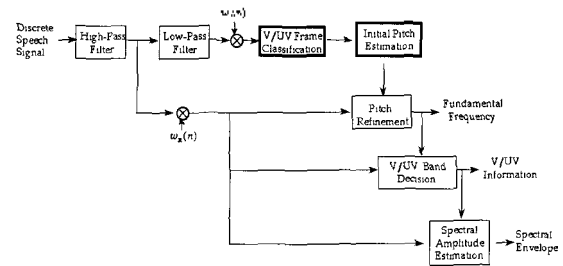 Discrete
Speech
Signal
High-Pass
Filter
Low-Pass
Filter
V/UV Frame
Classification
Initial Pitch
Estimation
Pitch
Refinement
Fundamental
Frequency
V/UV Band
Decision
V/UV
Information
Spectral
Amplitude
Estimation
Spectral
Envelope